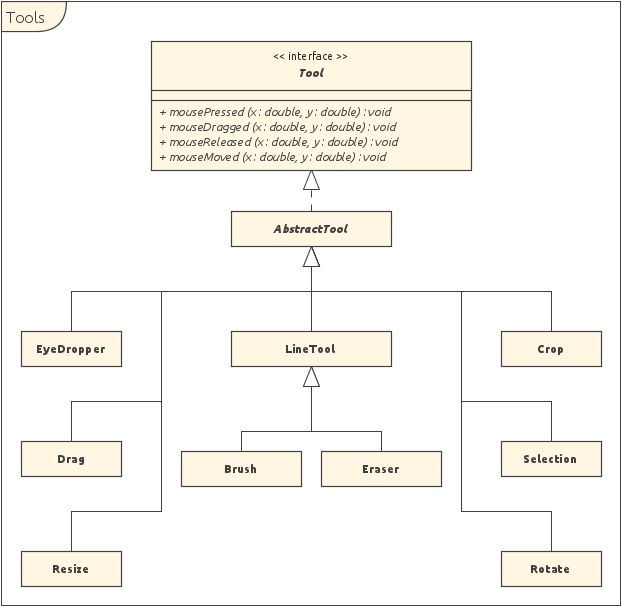 Tools
<< interface >>
Tool
+ mousePressed (x : double, y : double) : void
+ mouseDragged (x : double, y : double) : void
+ mouseReleased (x : double, y : double) : void
+ mouseMoved (x : double, y : double) : void
AbstractTool
EyeDropper
LineTool
Crop
Drag
Brush
Eraser
Selection
Resize
Rotate